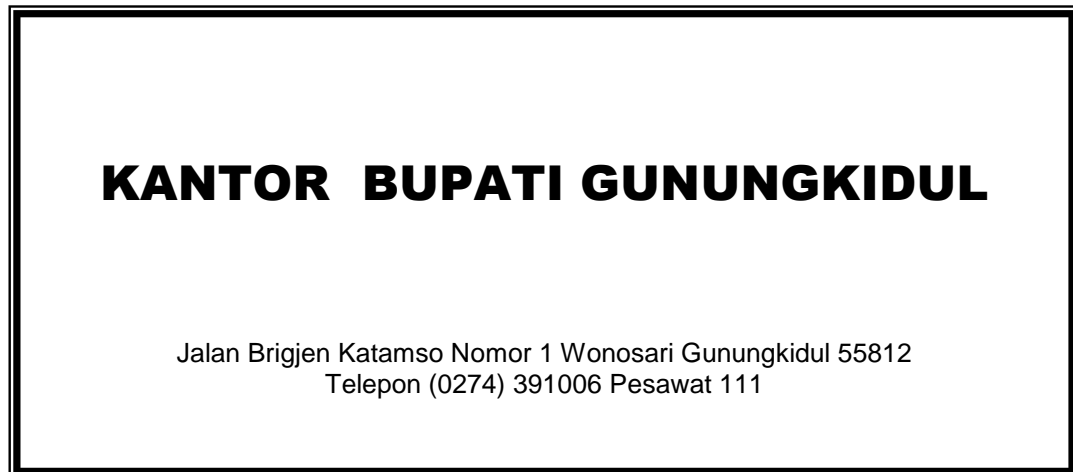 KANTOR BUPATI GUNUNGKIDUL
Jalan Brigjen Katamso Nomor 1 Wonosari Gunungkidul 55812
Telepon (0274) 391006 Pesawat 111